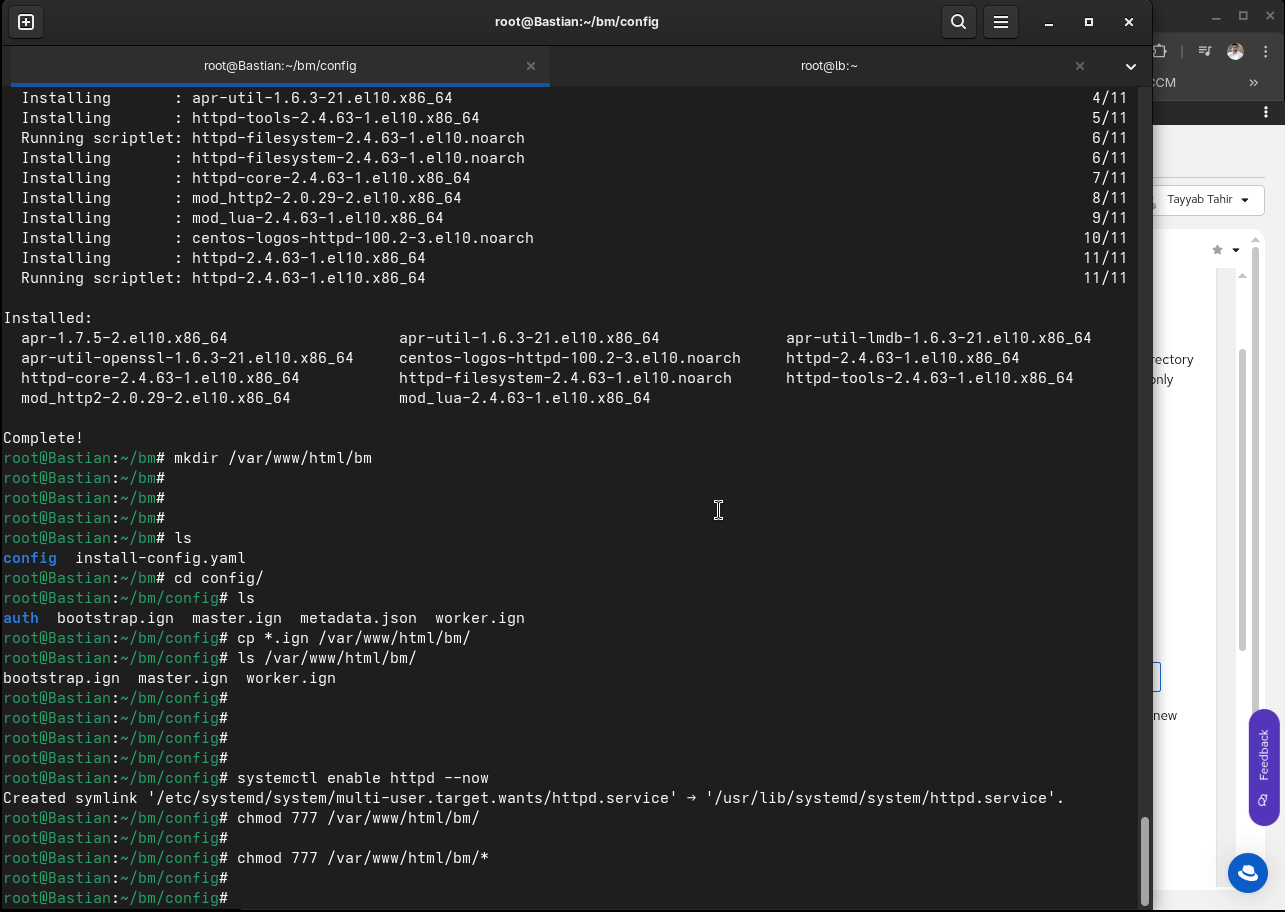 root@Bastian:~/bm/config
root@Bastian:~/bm/config
root@lb:~
CCM
Installing : apr-util-1.6.3-21.el10.x86_64 4/11
Installing : httpd-tools-2.4.63-1.el10.x86_64 5/11
Running scriptlet: httpd-filesystem-2.4.63-1.el10.noarch 6/11
Installing : httpd-filesystem-2.4.63-1.el10.noarch 6/11
Installing : httpd-core-2.4.63-1.el10.x86_64 7/11
Installing : mod_http2-2.0.29-2.el10.x86_64 8/11
Installing : mod_lua-2.4.63-1.el10.x86_64 9/11
Installing : centos-logos-httpd-100.2-3.el10.noarch 10/11
Installing : httpd-2.4.63-1.el10.x86_64 11/11
Running scriptlet: httpd-2.4.63-1.el10.x86_64 11/11
Installed:
apr-1.7.5-2.el10.x86_64 apr-util-1.6.3-21.el10.x86_64 apr-util-lmdb-1.6.3-21.el10.x86_64
apr-util-openssl-1.6.3-21.el10.x86_64 centos-logos-httpd-100.2-3.el10.noarch httpd-2.4.63-1.el10.x86_64
httpd-core-2.4.63-1.el10.x86_64 httpd-filesystem-2.4.63-1.el10.noarch httpd-tools-2.4.63-1.el10.x86_64
mod_http2-2.0.29-2.el10.x86_64 mod_lua-2.4.63-1.el10.x86_64
Complete!
root@Bastian:~/bm# mkdir /var/www/html/bm
root@Bastian:~/bm#
root@Bastian:~/bm#
root@Bastian:~/bm#
root@Bastian:~/bm# ls
config install-config.yaml
root@Bastian:~/bm# cd config/
root@Bastian:~/bm/config# ls
auth bootstrap.ign master.ign metadata.json worker.ign
root@Bastian:~/bm/config# cp *.ign /var/www/html/bm/
root@Bastian:~/bm/config# ls /var/www/html/bm/
bootstrap.ign master.ign worker.ign
root@Bastian:~/bm/config#
root@Bastian:~/bm/config#
root@Bastian:~/bm/config#
root@Bastian:~/bm/config#
root@Bastian:~/bm/config# systemctl enable httpd --now
Created symlink '/etc/systemd/system/multi-user.target.wants/httpd.service' → '/usr/lib/systemd/system/httpd.service'.
root@Bastian:~/bm/config# chmod 777 /var/www/html/bm/
root@Bastian:~/bm/config#
root@Bastian:~/bm/config# chmod 777 /var/www/html/bm/*
root@Bastian:~/bm/config#
root@Bastian:~/bm/config#
Tayyab Tahir
rectory
only
new
Feedback